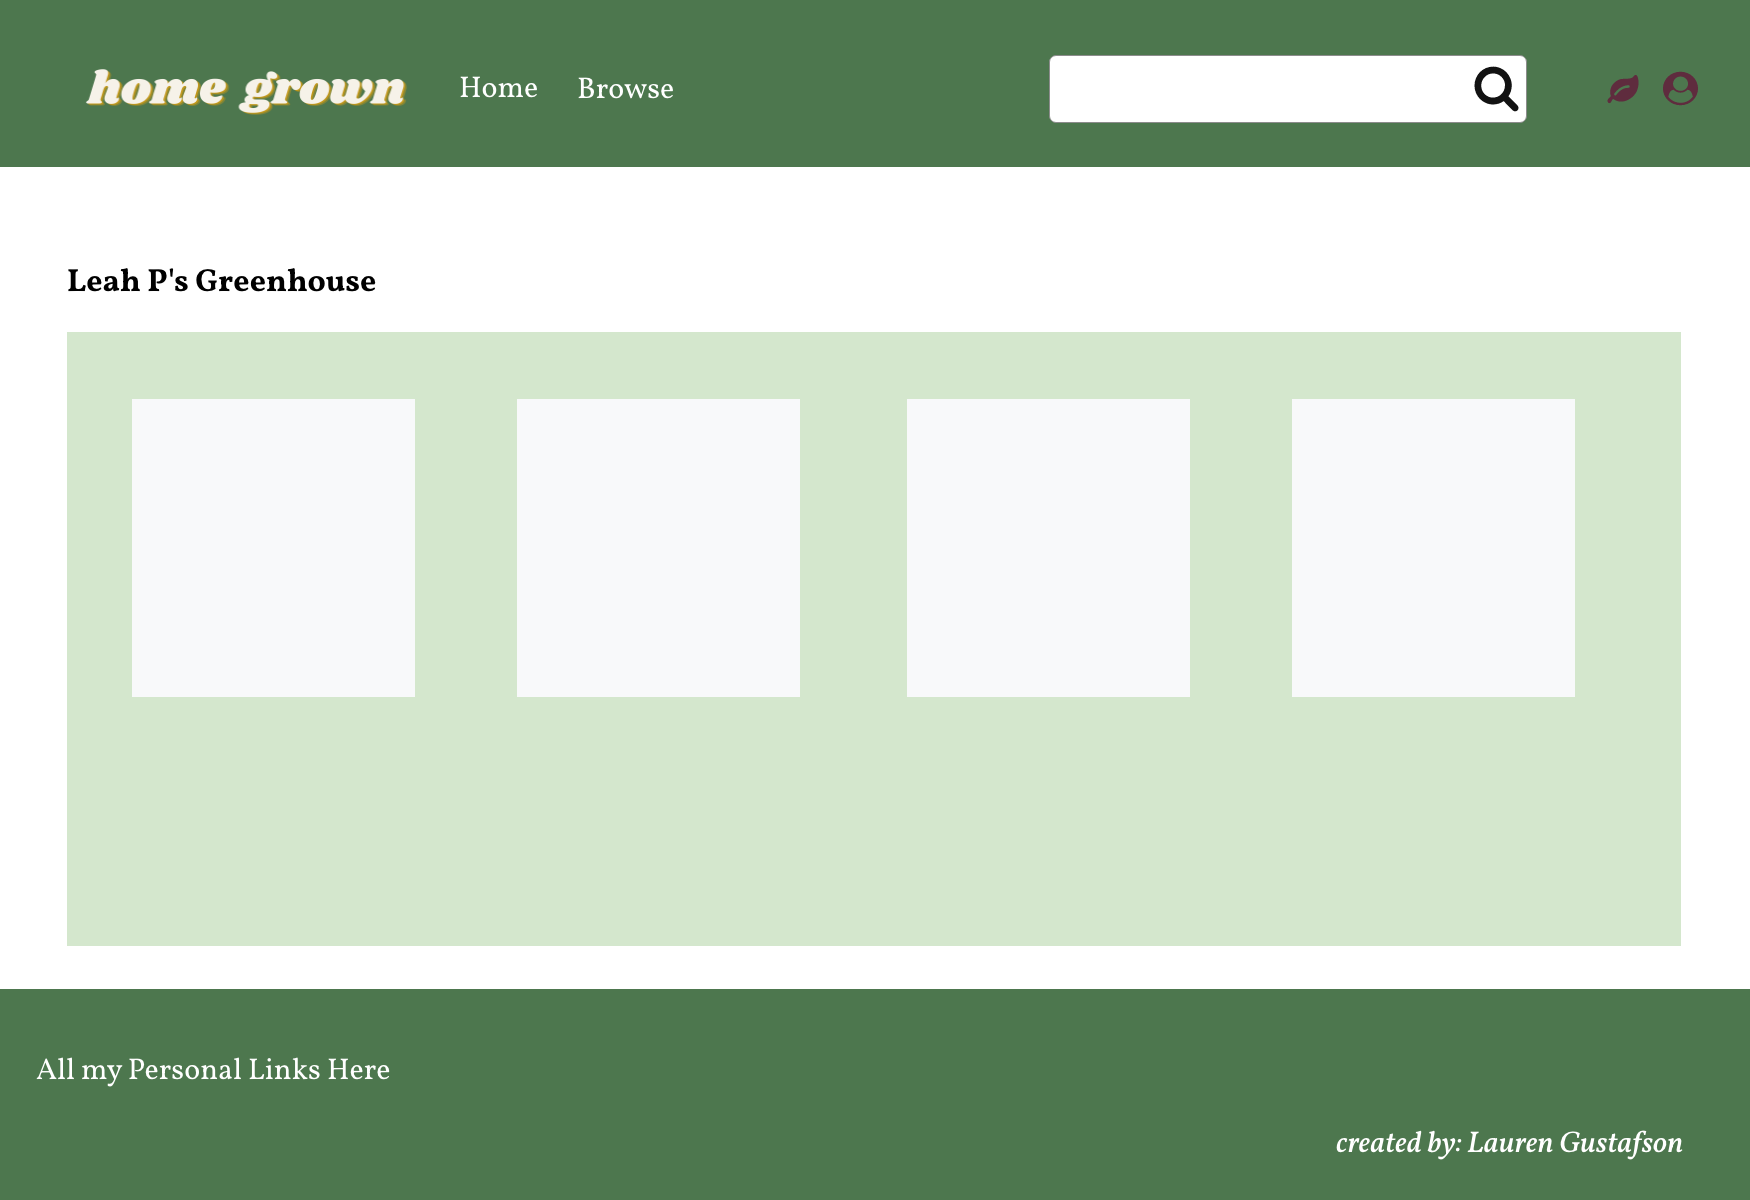 home grown
Home
Browse
Leah P's Greenhouse
All my Personal Links Here
created by: Lauren Gustafson